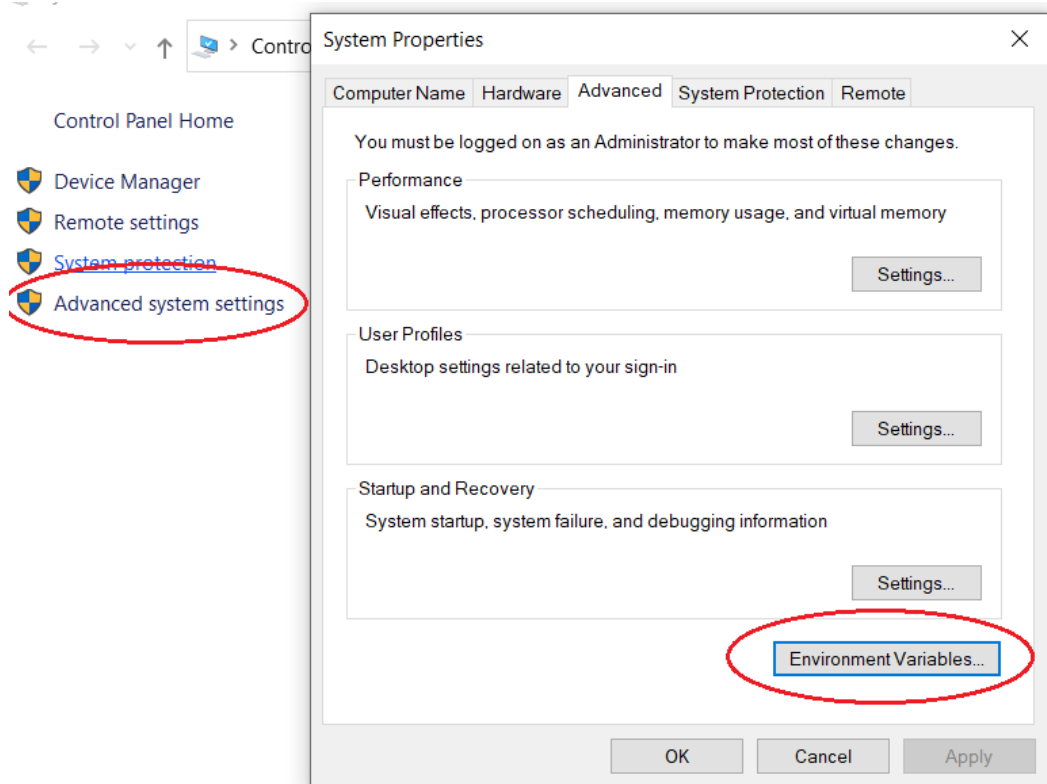 Contro
Control Panel Home
Device Manager
Remote settings
System protection
Advanced system settings
System Properties
Computer Name Hardware Advanced System Protection Remote
You must be logged on as an Administrator to make most of these changes.
Performance
Visual effects, processor scheduling, memory usage, and virtual memory
Settings...
User Profiles
Desktop settings related to your sign-in
Settings...
Startup and Recovery
System startup, system failure, and debugging information
Settings...
Environment Variables...
OK Cancel Apply